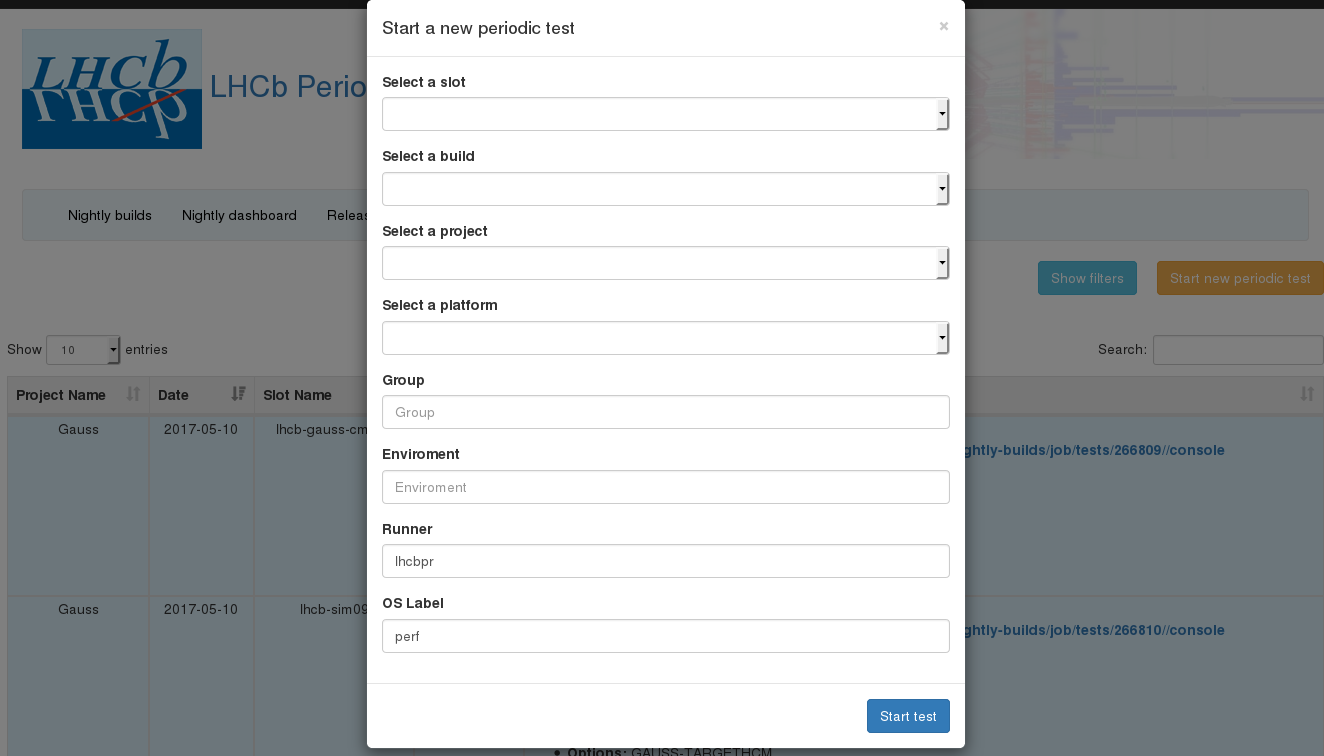 Start a new periodic test ×
LHCb
LHCb Perio
Select a slot
Select a build
Nightly builds Nightly dashboard Releas
Select a project
Show filters Start new periodic test
Select a platform
Show 10 entries Search:
Group
Project Name Date Slot Name
Group
Gauss 2017-05-10 lhcb-gauss-cm ghtly-builds/job/tests/266809//console
Enviroment
Enviroment
Runner
lhcbpr
OS Label
Gauss 2017-05-10 lhcb-sim09 ghtly-builds/job/tests/266810//console
perf
Start test
Options: GAUSS-TARGETHCM